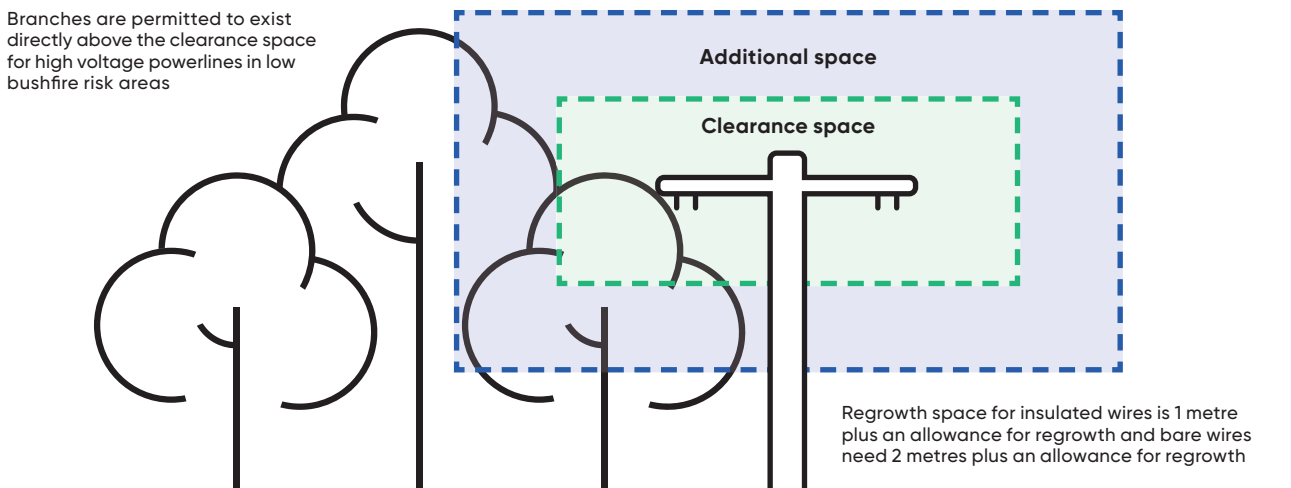 Branches are permitted to exist
directly above the clearance space
for high voltage powerlines in low
bushfire risk areas
Additional space
Clearance space
Regrowth space for insulated wires is 1 metre
plus an allowance for regrowth and bare wires
need 2 metres plus an allowance for regrowth